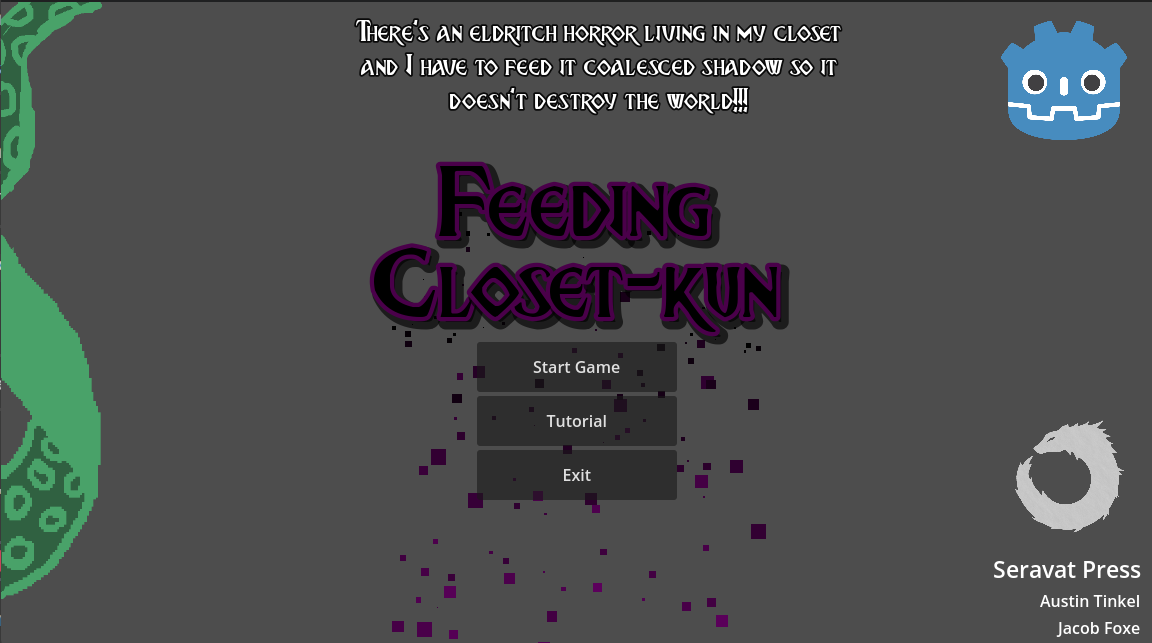 There's an eldritch horror living in my closet
and I have to feed it coalesced shadow so it
doesn't destroy the world!!!
Feeding
Closet-kun
Start Game
Tutorial
Exit
Seravat Press
Austin Tinkel
Jacob Foxe